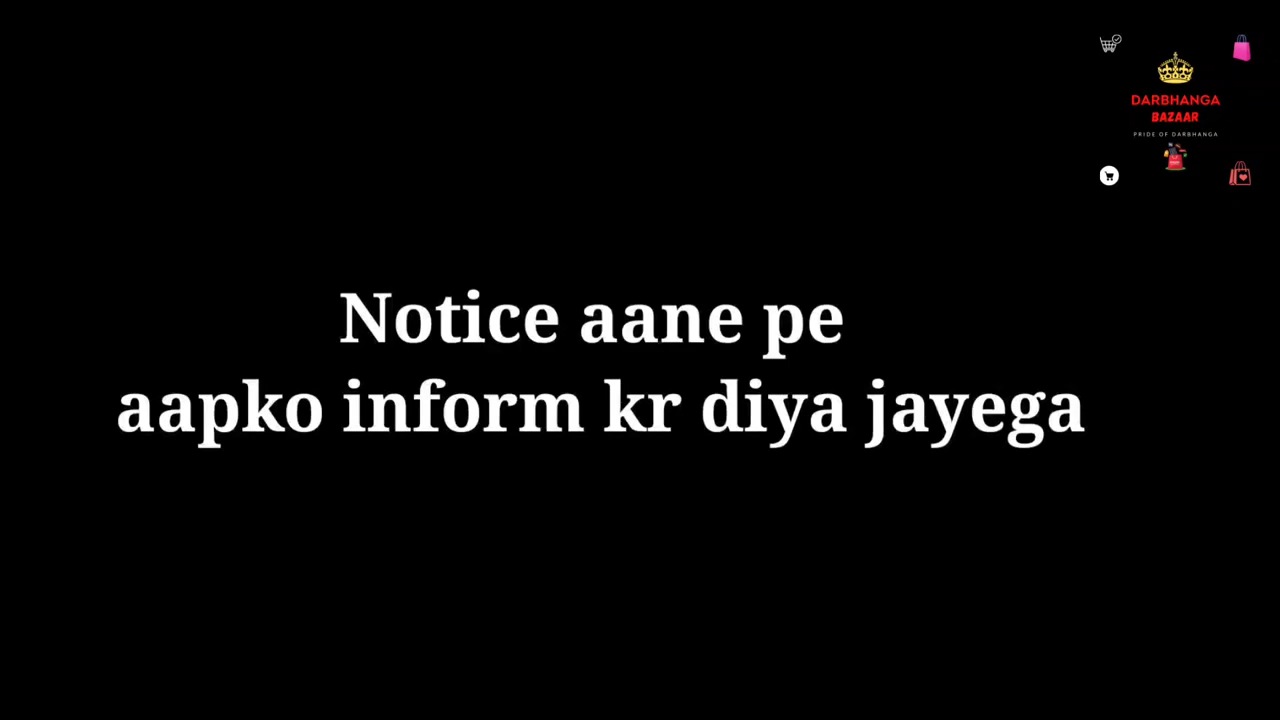 DARBHANGA
BAZAAR
PRIDE OF DARBHANGA
Notice aane pe
aapko inform kr diya jayega